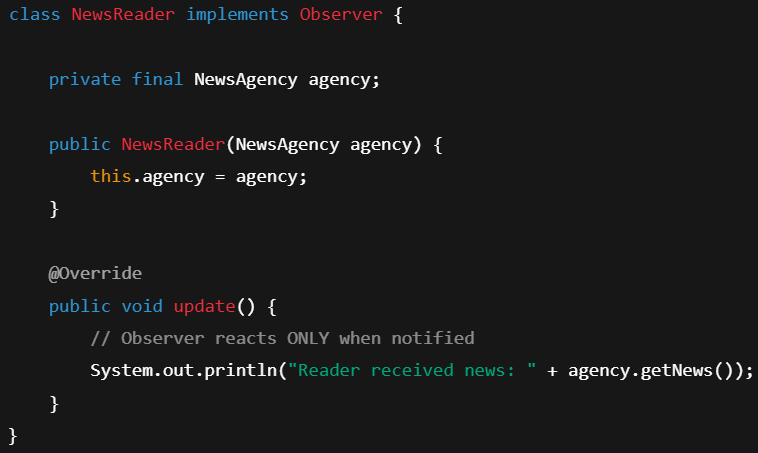 class NewsReader implements Observer {
    private final NewsAgency agency;
    public NewsReader(NewsAgency agency) {
        this.agency = agency;
    }
    @Override
    public void update() {
        // Observer reacts ONLY when notified
        System.out.println("Reader received news: " + agency.getNews());
    }
}